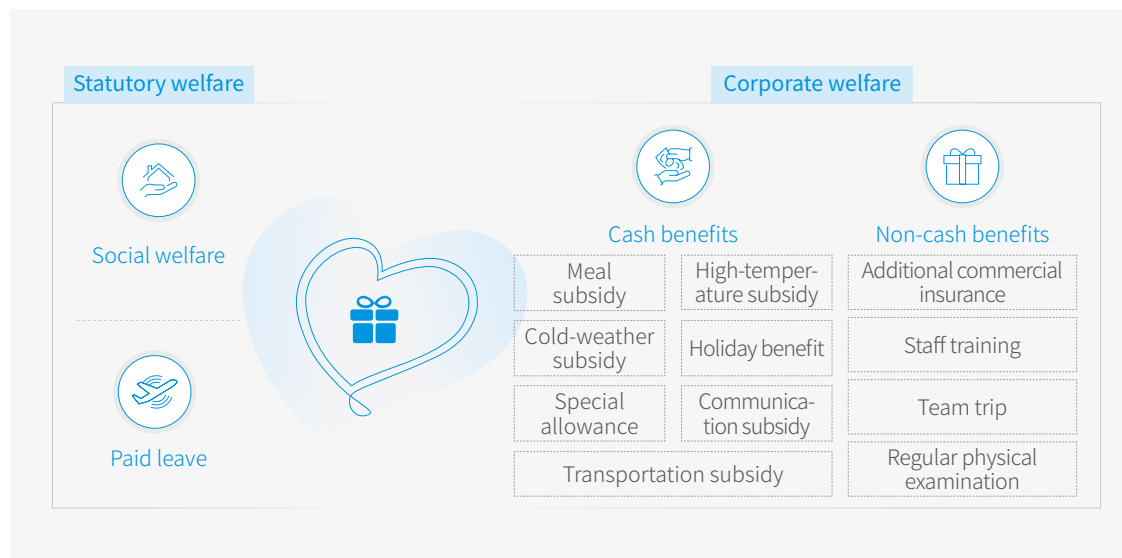 Statutory welfare
Corporate welfare
Social welfare
Paid leave
Cash benefits
Meal
subsidy
High-temper-
ature subsidy
Cold-weather
subsidy
Holiday benefit
Special
allowance
Communica-
tion subsidy
Transportation subsidy
Non-cash benefits
Additional commercial
insurance
Staff training
Team trip
Regular physical
examination